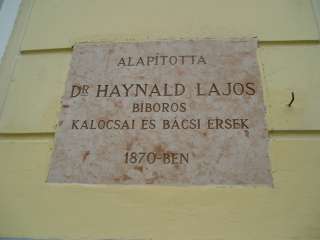 ALAPÍTOTTA
DR HAYNALD LAJOS
BIBOROS
KALOCSAI ÉS BÁCSI ÉRSEK
1870-BEN